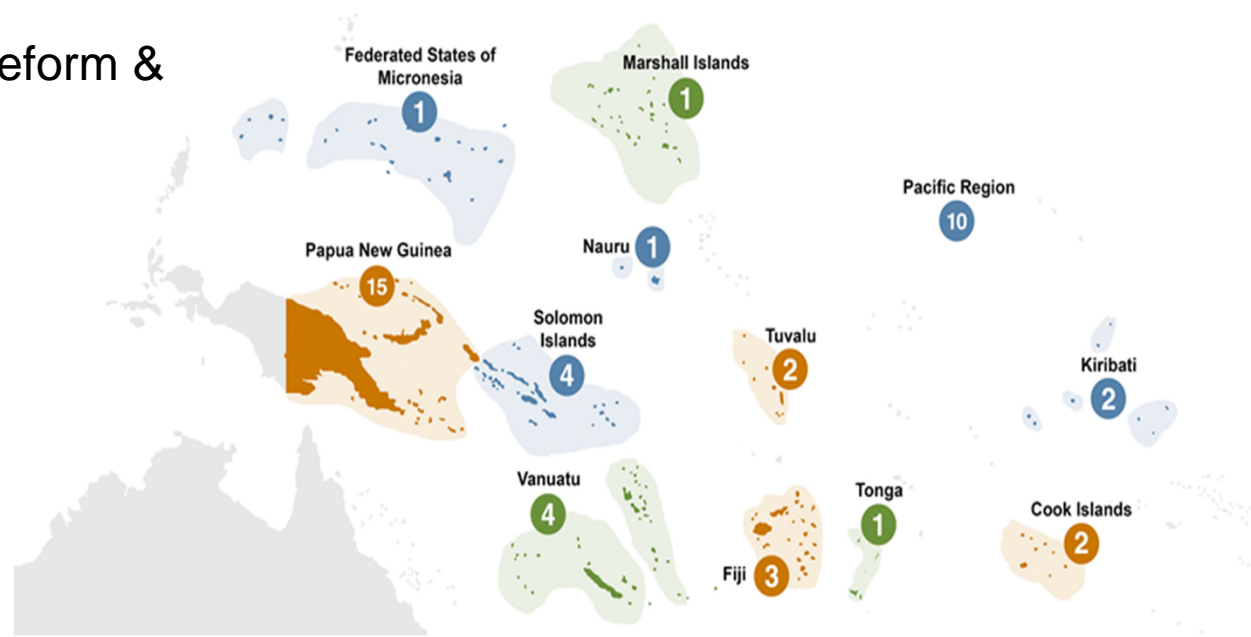 eform &
Federated States of
Micronesia
1
Marshall Islands
1
Pacific Region
10
Nauru 1
Papua New Guinea
15
Solomon
Islands
4
Tuvalu
2
Kiribati
2
Vanuatu
4
Tonga
1
Cook Islands
2
Fiji 3